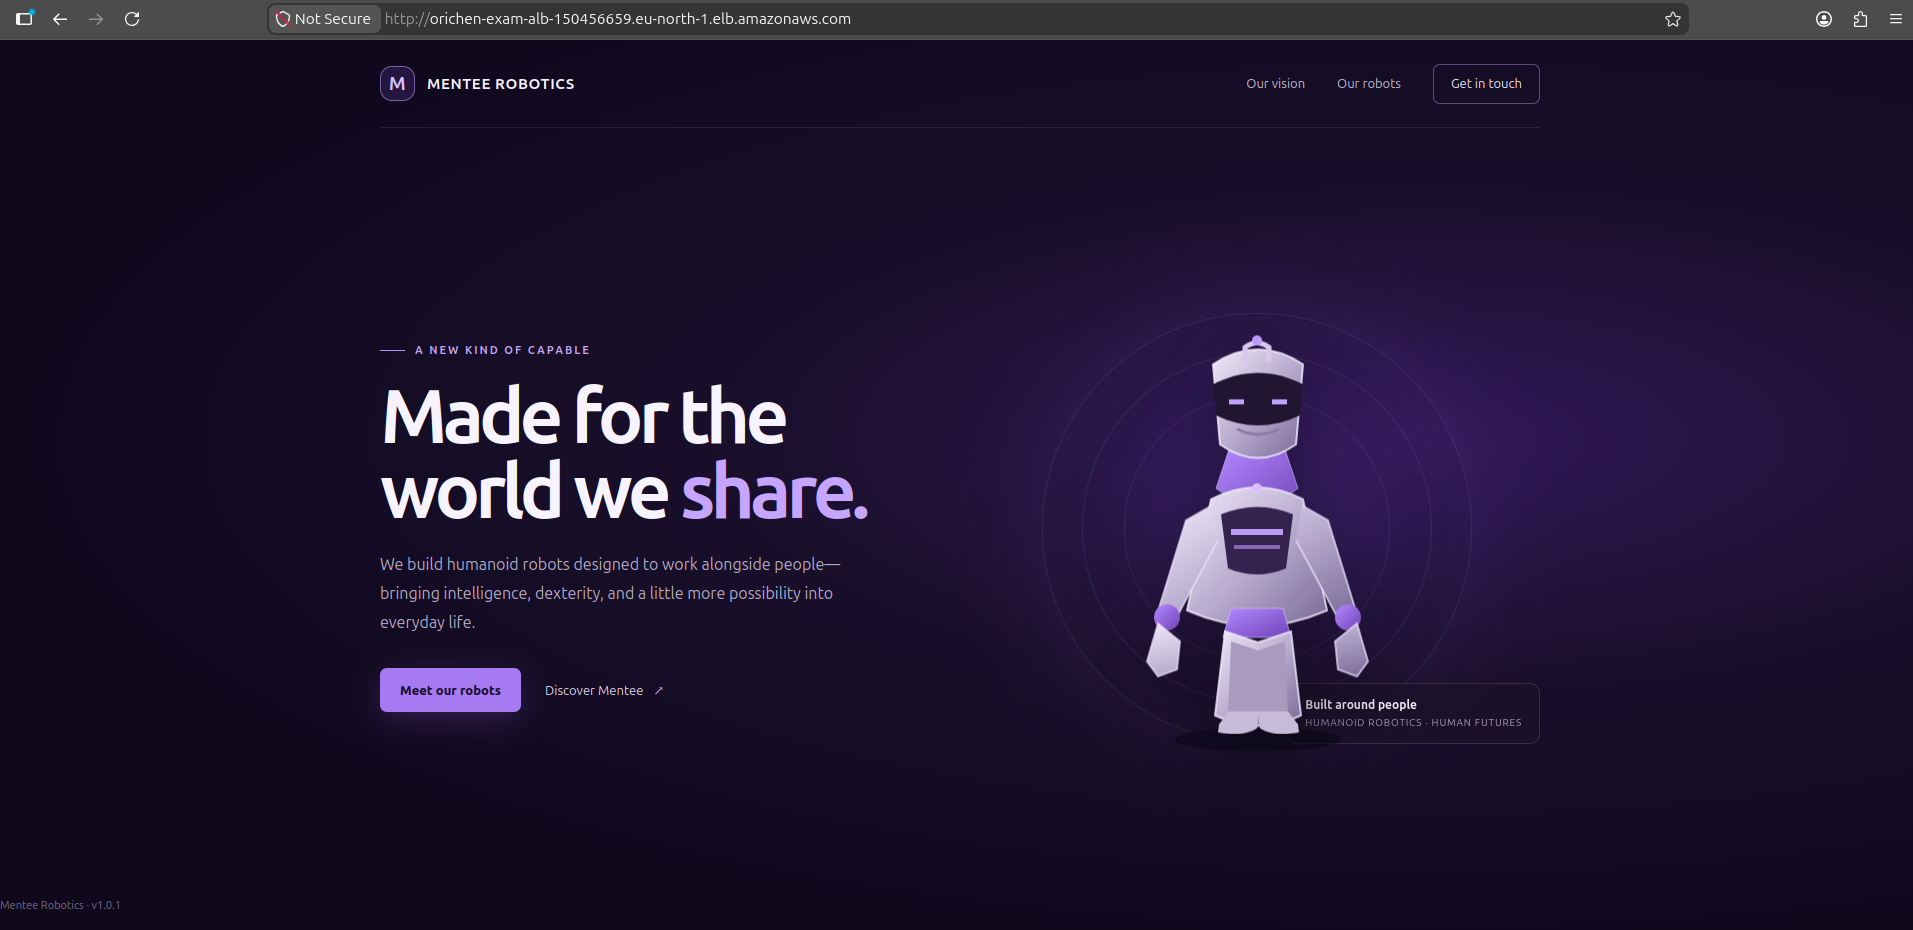 Not Secure
http://orichen-exam-alb-150456659.eu-north-1.elb.amazonaws.com
M
MENTEE ROBOTICS
Our vision
Our robots
Get in touch
A NEW KIND OF CAPABLE
Made for the
world we share.
We build humanoid robots designed to work alongside people—
bringing intelligence, dexterity, and a little more possibility into
everyday life.
Meet our robots
Discover Mentee ↗
Built around people
HUMANOID ROBOTICS · HUMAN FUTURES
Mentee Robotics · v1.0.1